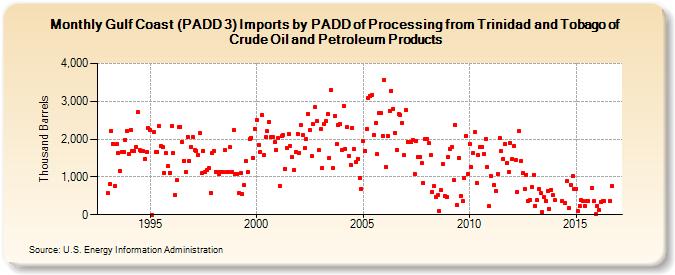 Monthly Gulf Coast (PADD 3) Imports by PADD of Processing from Trinidad and Tobago of
Crude Oil and Petroleum Products
Thousand Barrels
4,000
3,000
2,000
1,000
0
1995
2000
2005
2010
2015
Source: U.S. Energy Information Administration